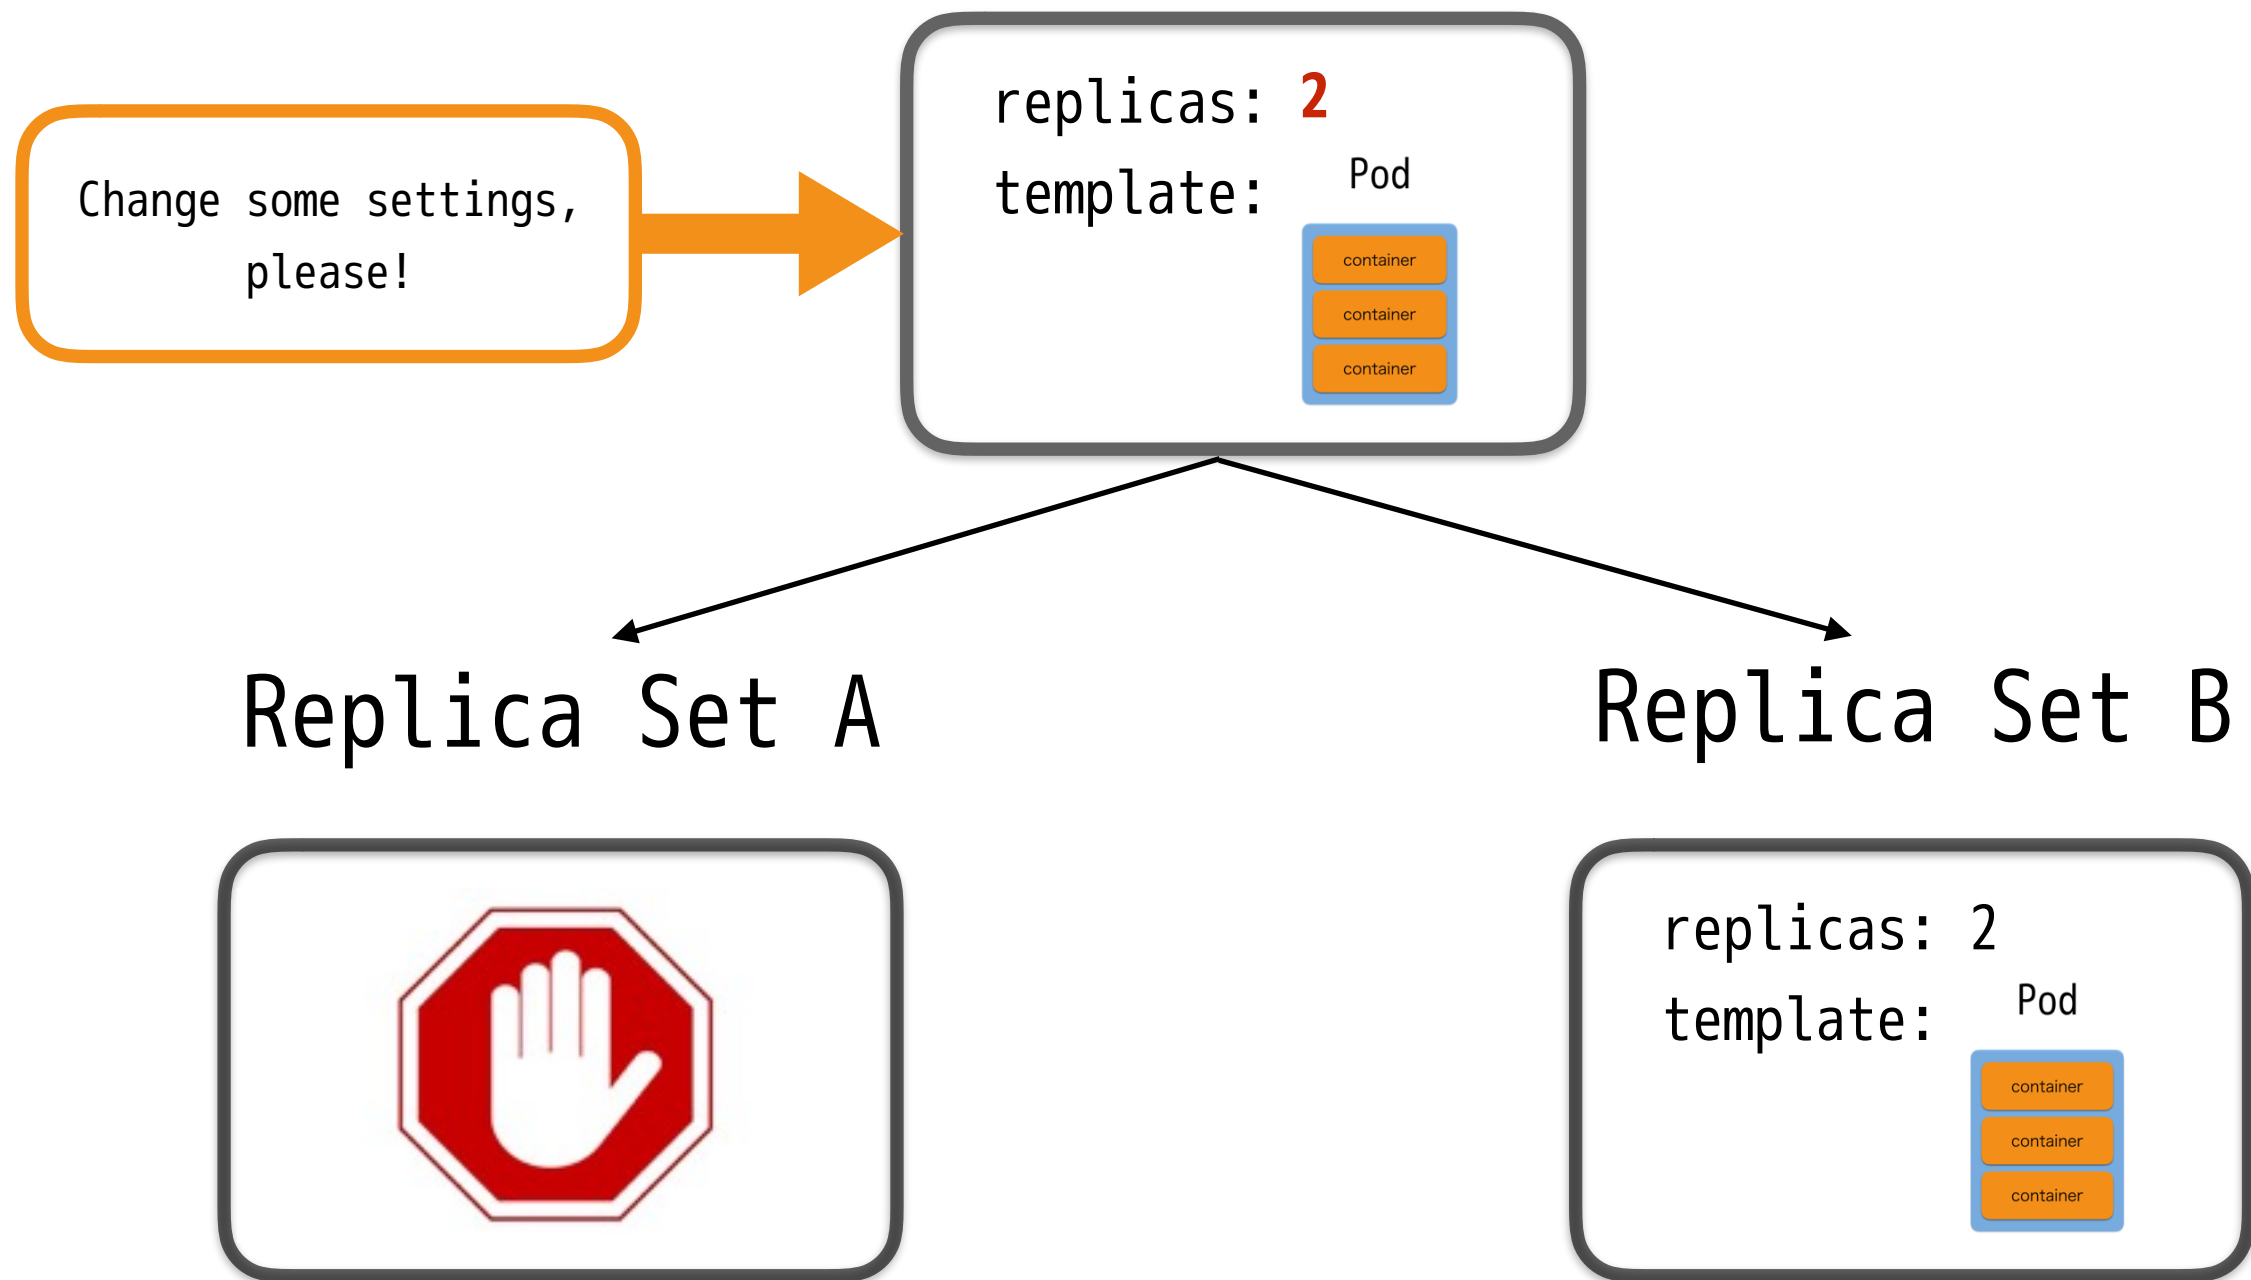 Change some settings,
please!
replicas: 2
template:
Pod
container
container
container
Replica Set A
Replica Set B
replicas: 2
template:
Pod
container
container
container